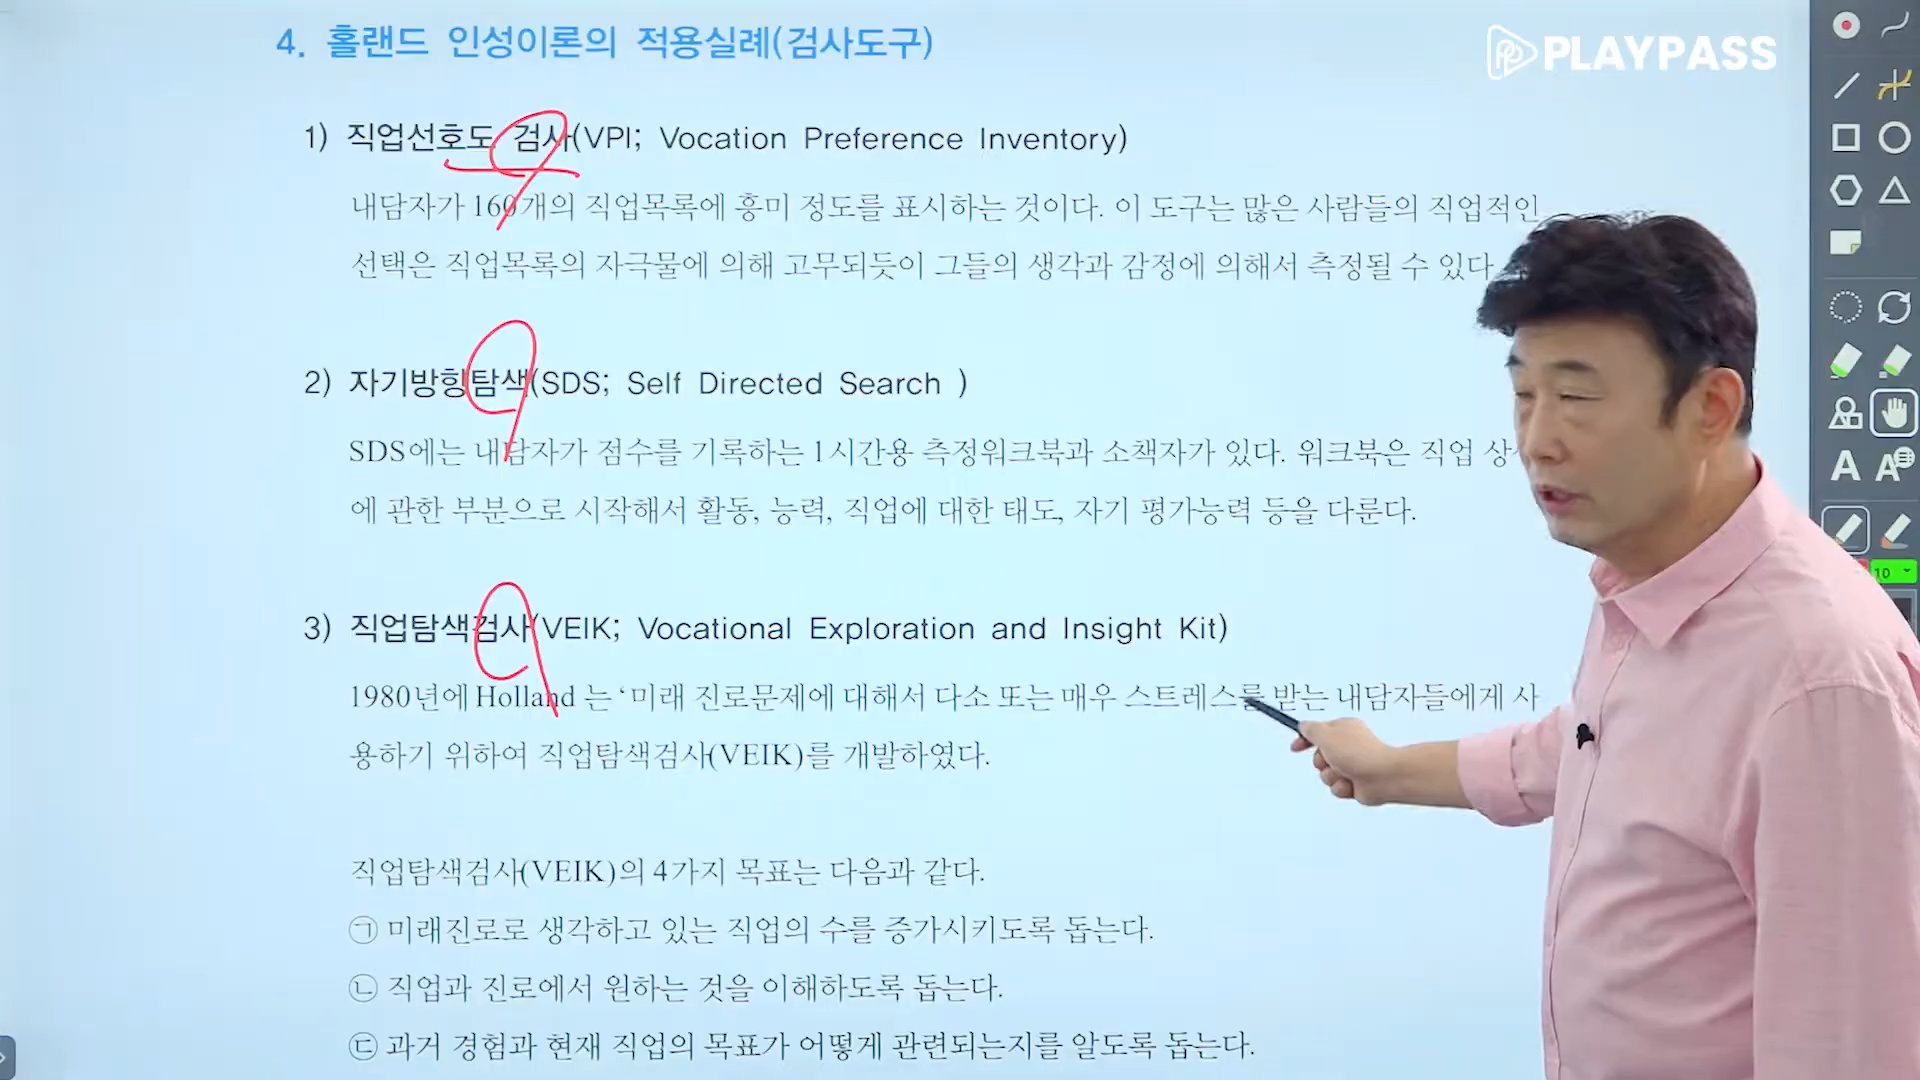 4. 홀랜드 인성이론의 적용실례(검사도구)
PLAYPASS
1) 직업선호도 검사(VPI; Vocation Preference Inventory)
내담자가 160개의 직업목록에 흥미 정도를 표시하는 것이다. 이 도구는 많은 사람들의 직업적인
선택은 직업목록의 자극물에 의해 고무되듯이 그들의 생각과 감정에 의해서 측정될 수 있다
2) 자기방향탐색(SDS; Self Directed Search )
SDS에는 내담자가 점수를 기록하는 1시간용 측정워크북과 소책자가 있다. 워크북은 직업
에 관한 부분으로 시작해서 활동, 능력, 직업에 대한 태도, 자기 평가능력 등을 다룬다.
3) 직업탐색검사(VEIK; Vocational Exploration and Insight Kit)
1980년에 Holland 는 ‘미래 진로문제에 대해서 다소 또는 매우 스트레스를 받는 내담자들에게 사
용하기 위하여 직업탐색검사(VEIK)를 개발하였다.
직업탐색검사(VEIK)의 4가지 목표는 다음과 같다.
㉠ 미래진로로 생각하고 있는 직업의 수를 증가시키도록 돕는다.
㉡ 직업과 진로에서 원하는 것을 이해하도록 돕는다.
㉢ 과거 경험과 현재 직업의 목표가 어떻게 관련되는지를 알도록 돕는다.
A A
10